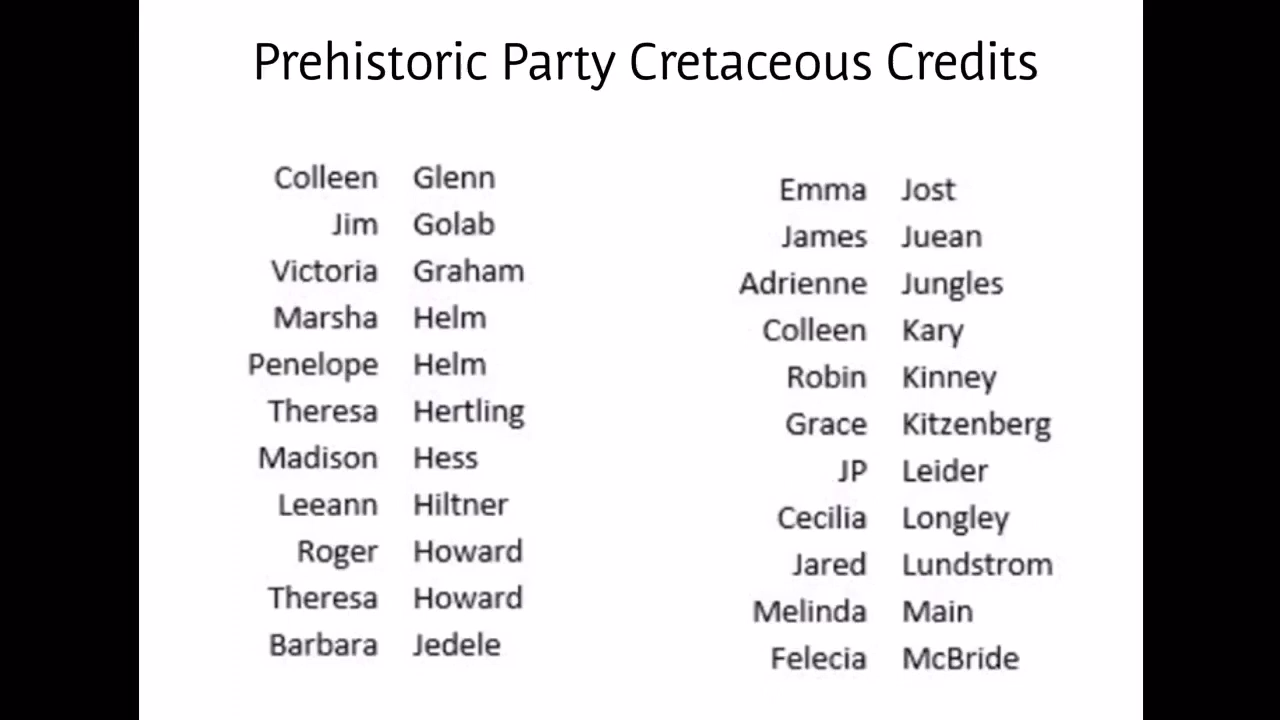 Prehistoric Party Cretaceous Credits
Colleen Glenn
Jim Golab
Victoria Graham
Marsha Helm
Penelope Helm
Theresa Hertling
Madison Hess
Leeann Hiltner
Roger Howard
Theresa Howard
Barbara Jedele
Emma Jost
James Juean
Adrienne Jungles
Colleen Kary
Robin Kinney
Grace Kitzenberg
JP Leider
Cecilia Longley
Jared Lundstrom
Melinda Main
Felecia McBride